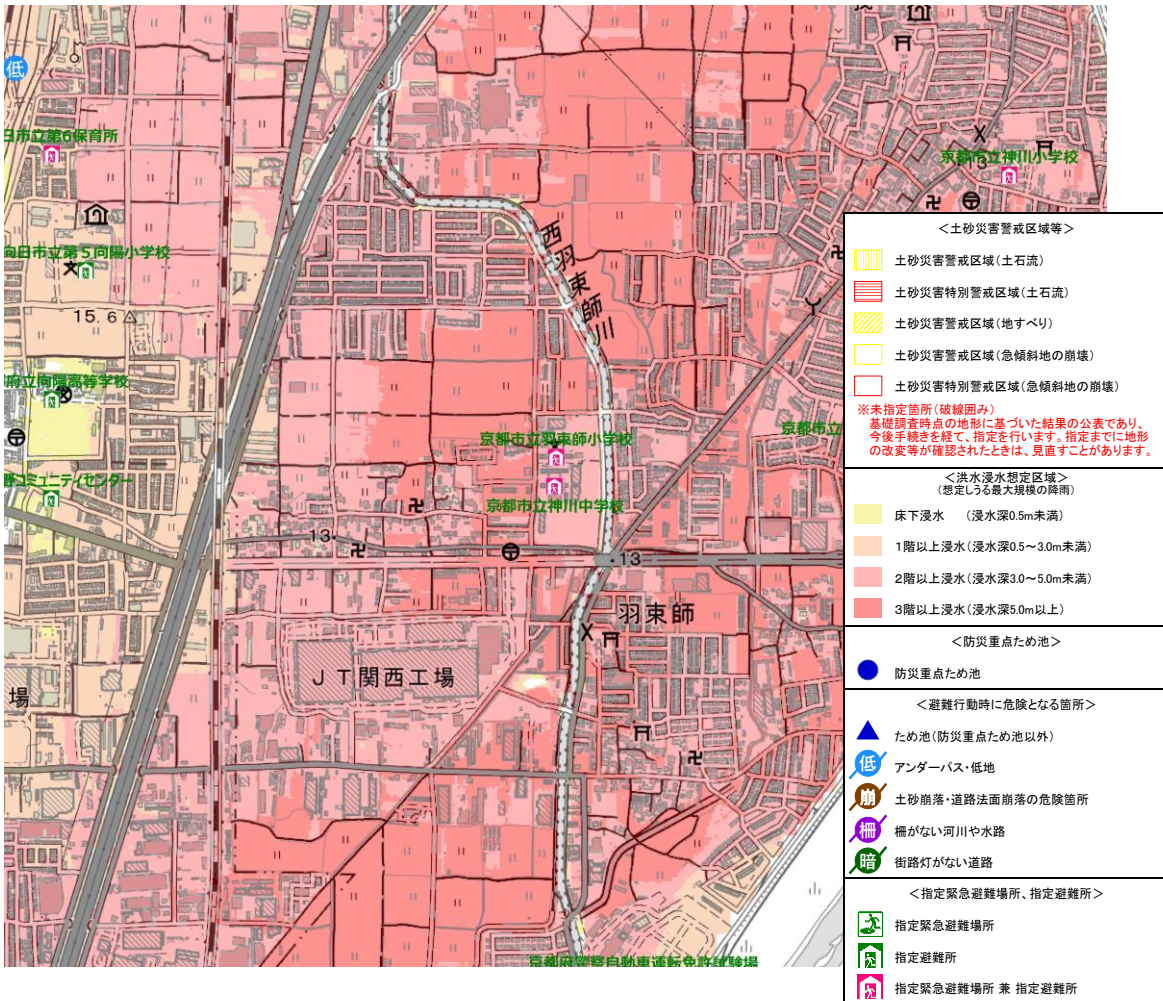 低
日市立第6保育所
京都市立神川小学校
向日市立第５向陽小学校
15.6
西羽束師川
府立向陽高等学校
京都市立羽束師小学校
京都市立
野コミュニティセンター
京都市立神川中学校
13
13
羽束師
ＪＴ関西工場
場
京都府警察自動車運転免許試験場
＜土砂災害警戒区域等＞
土砂災害警戒区域（土石流）
土砂災害特別警戒区域（土石流）
土砂災害警戒区域（地すべり）
土砂災害警戒区域（急傾斜地の崩壊）
土砂災害特別警戒区域（急傾斜地の崩壊）
※未指定箇所（破線囲み）
基礎調査時点の地形に基づいた結果の公表であり、
今後手続きを経て、指定を行います。指定までに地形
の改変等が確認されたときは、見直すことがあります。
＜洪水浸水想定区域＞
（想定しうる最大規模の降雨）
床下浸水　（浸水深0.5m未満）
１階以上浸水（浸水深0.5～3.0m未満）
２階以上浸水（浸水深3.0～5.0m未満）
３階以上浸水（浸水深5.0m以上）
＜防災重点ため池＞
防災重点ため池
＜避難行動時に危険となる箇所＞
ため池（防災重点ため池以外）
低 アンダーパス・低地
崩 土砂崩落・道路法面崩落の危険箇所
柵 柵がない河川や水路
暗 街路灯がない道路
＜指定緊急避難場所、指定避難所＞
指定緊急避難場所
指定避難所
指定緊急避難場所 兼 指定避難所